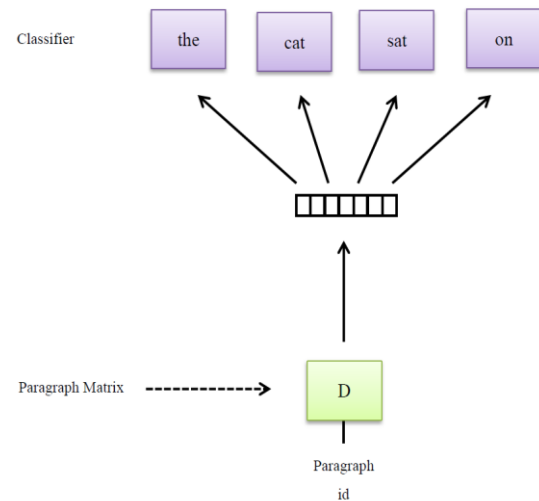 Classifier
the
cat
sat
on
Paragraph Matrix
D
Paragraph
id